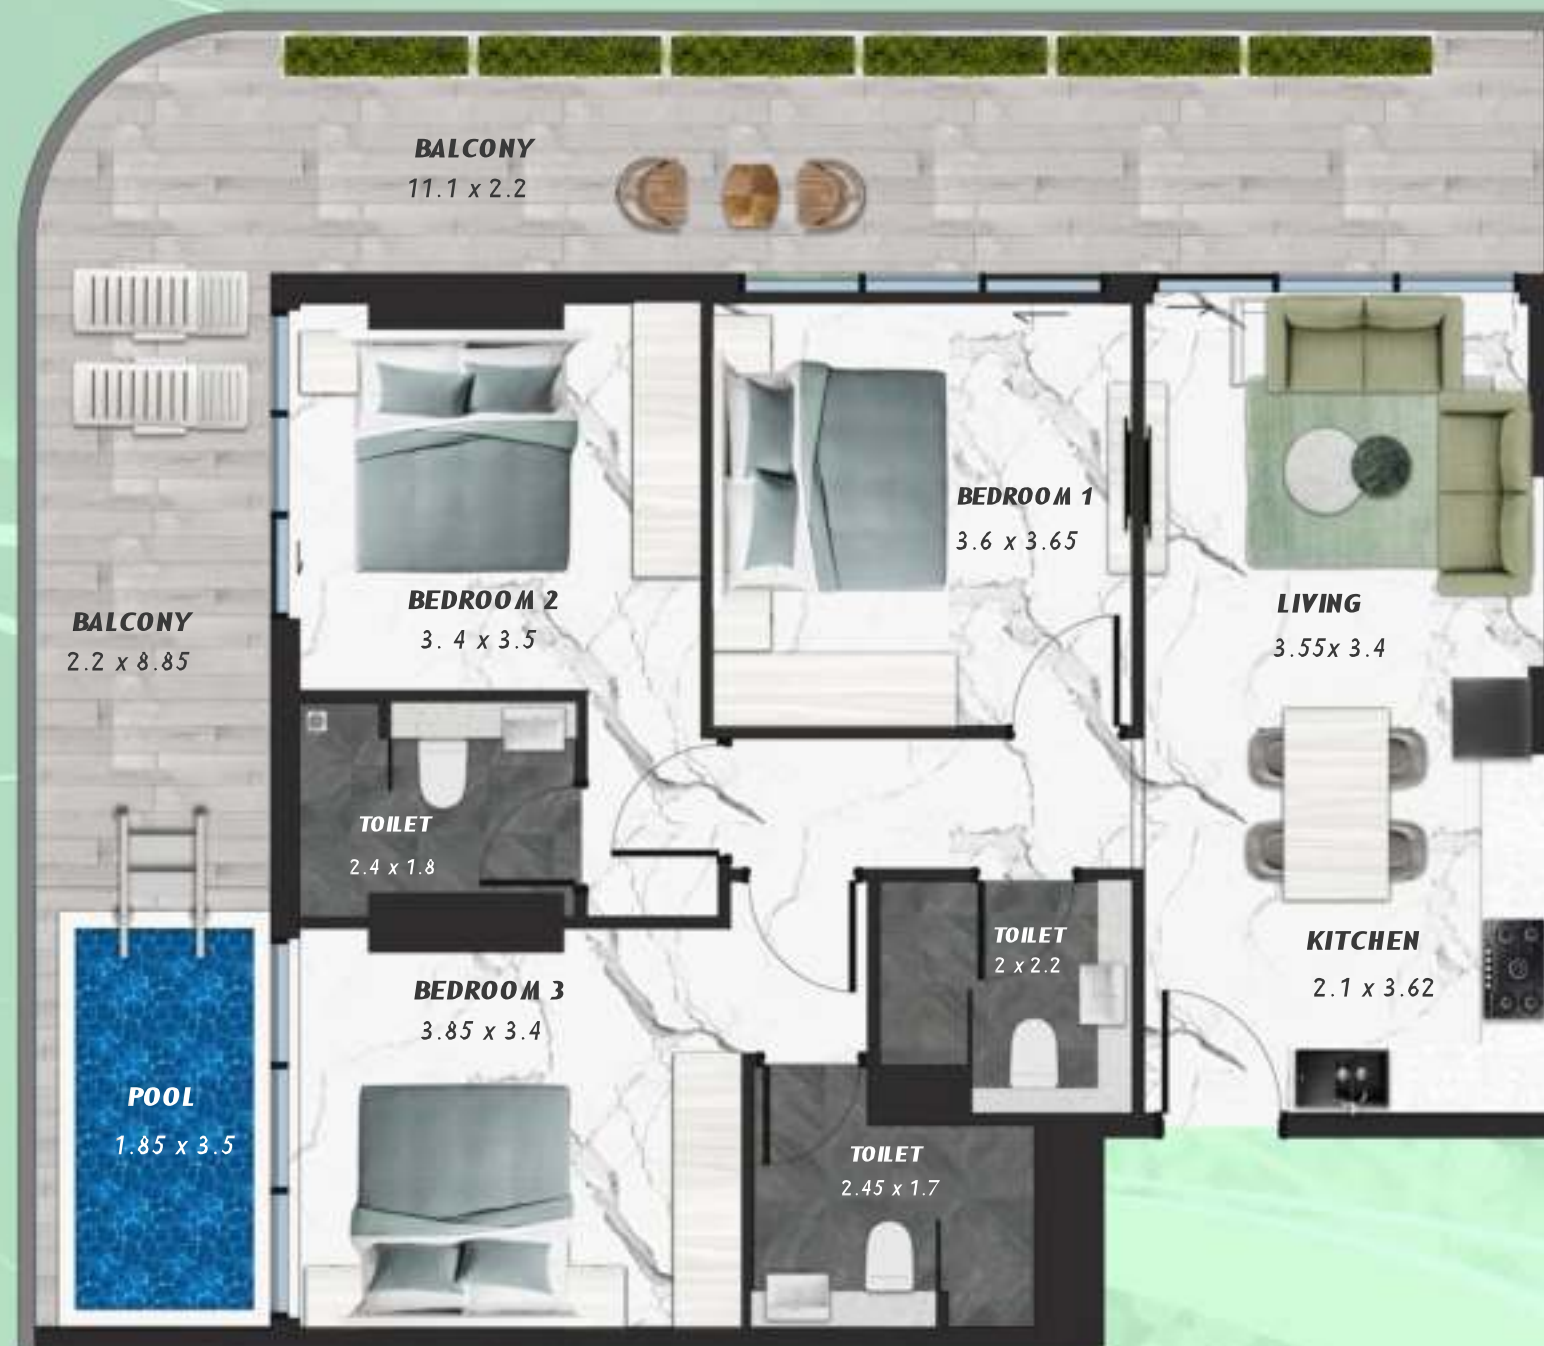 BALCONY
11.1 x 2.2
BEDROOM 1
3.6 x 3.65
BEDROOM 2
3. 4 x 3.5
LIVING
3.55x 3.4
BALCONY
2.2 x 8.85
TOILET
2.4 x 1.8
TOILET
2 x 2.2
KITCHEN
2.1 x 3.62
BEDROOM 3
3.85 x 3.4
POOL
1.85 x 3.5
TOILET
2.45 x 1.7